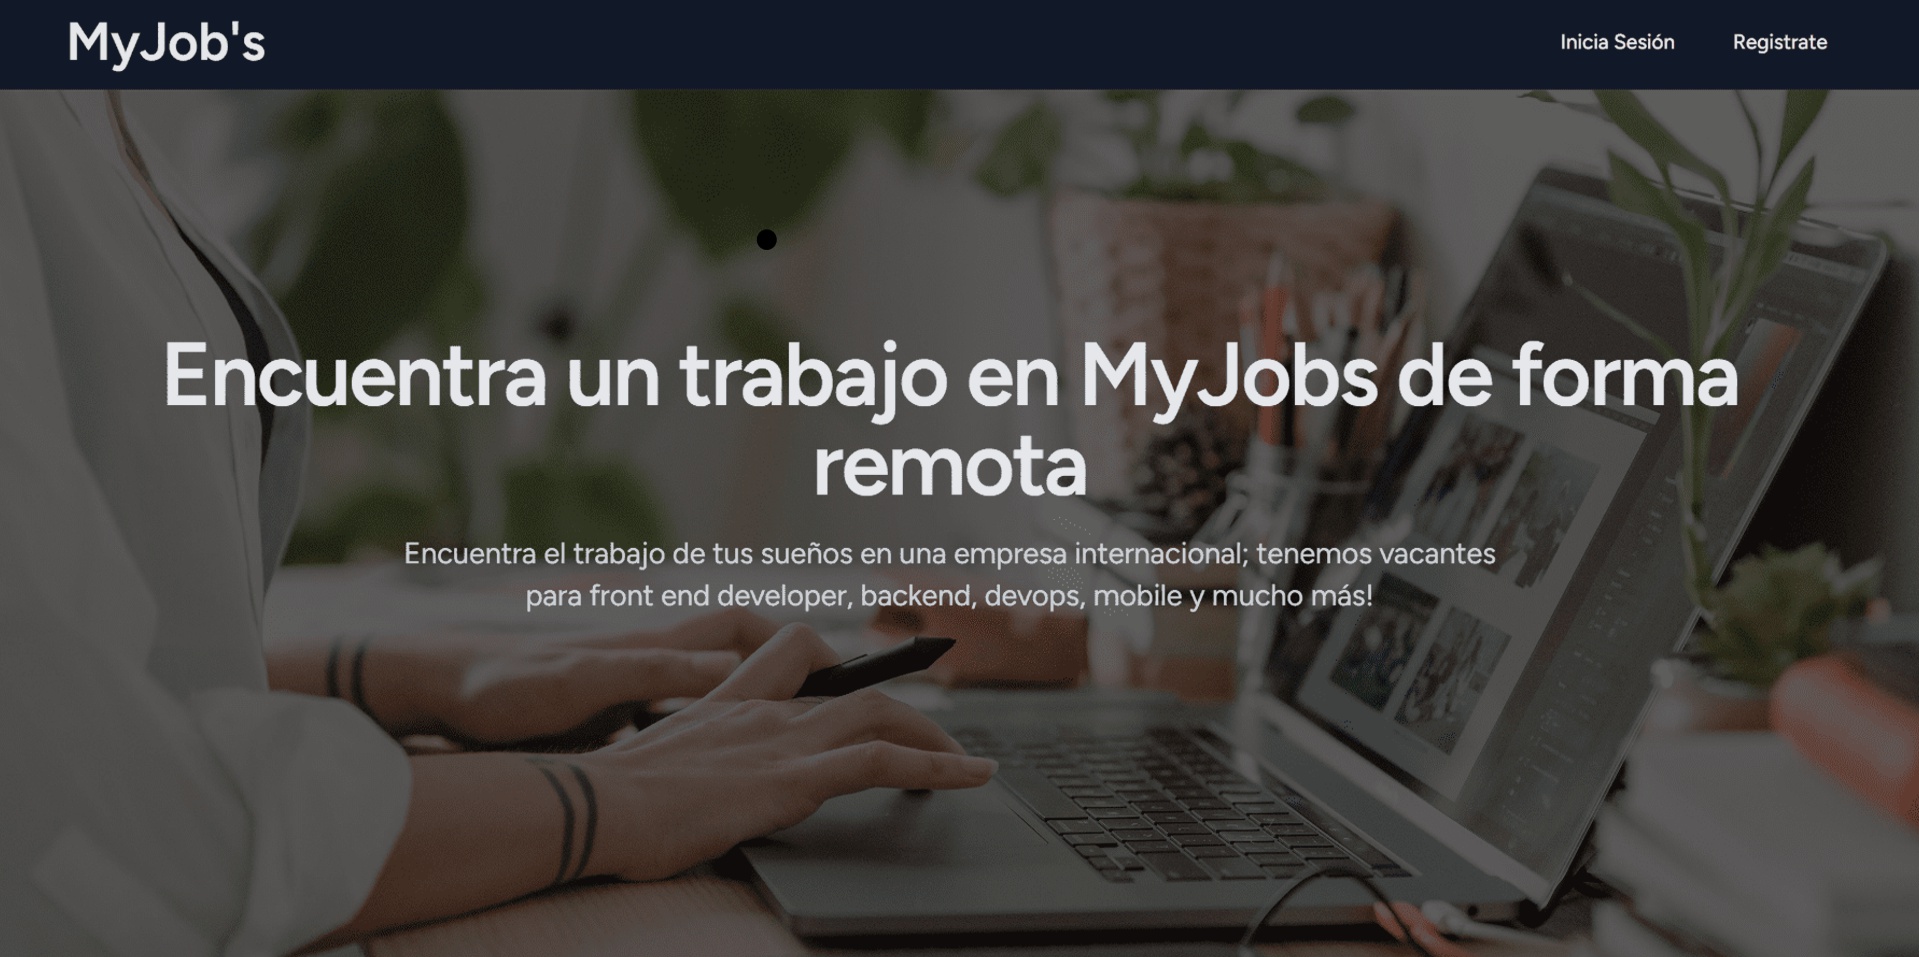 MyJob's
Inicia Sesión
Registrate
Encuentra un trabajo en MyJobs de forma
remota
Encuentra el trabajo de tus sueños en una empresa internacional; tenemos vacantes
para front end developer, backend, devops, mobile y mucho más!